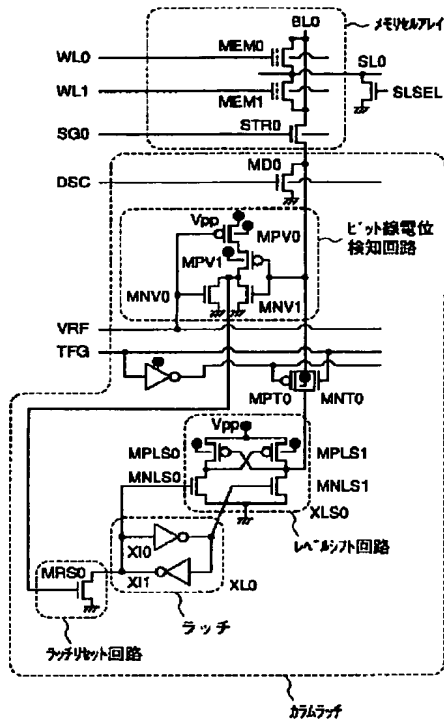 BL0
メモリセルアレイ
MEM0
WL0
SL0
WL1
MEM1
SLSEL
STR0
SG0
MD0
DSC
Vpp
MPV0
ビット線電位
検知回路
MPV1
MNV0
MNV1
VRF
TFG
MPT0
MNT0
Vpp
MPLS0
MPLS1
MNLS0
MNLS1
XLS0
レベルシフト回路
XI0
MRS0
XI1
XL0
ラッチ
ラッチリセット回路
カラムラッチ